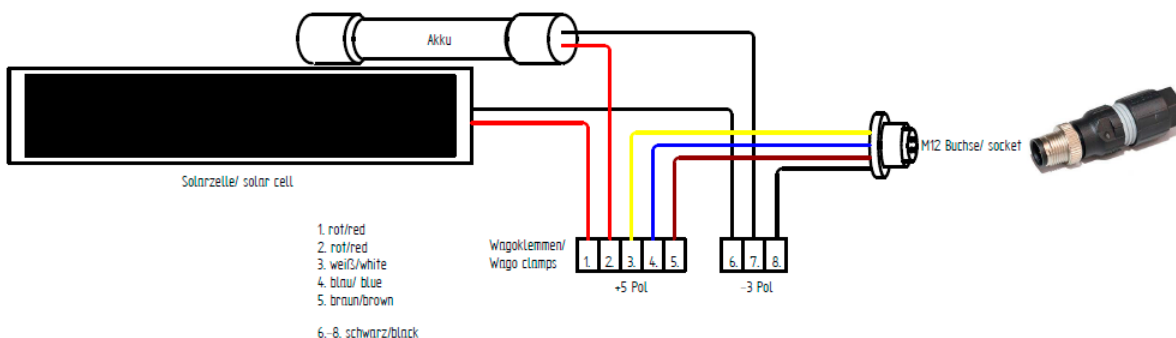 Akku
Solarzelle/ solar cell
M12 Buchse/ socket
1. rot/red
2. rot/red
3. weiß/white
4. blau/ blue
5. braun/brown
6.-8. schwarz/black
Wagoklemmen/
Wago clamps
1. 2. 3. 4. 5.
+5 Pol
6. 7. 8.
-3 Pol